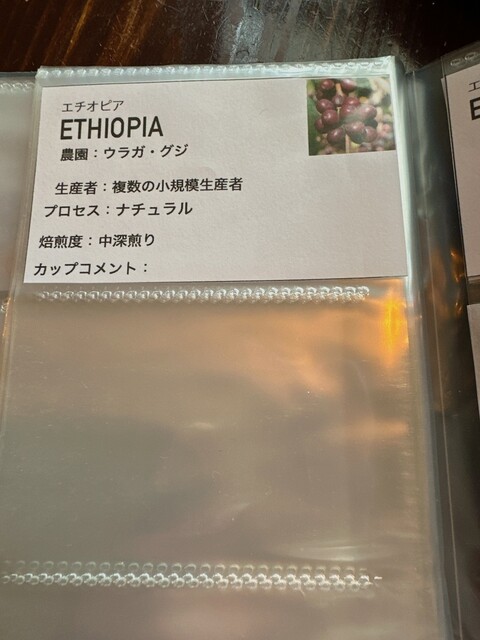 エチオピア
ETHIOPIA
農園：ウラガ・グジ
生産者：複数の小規模生産者
プロセス：ナチュラル
焙煎度：中深煎り
カップコメント：
エ
E